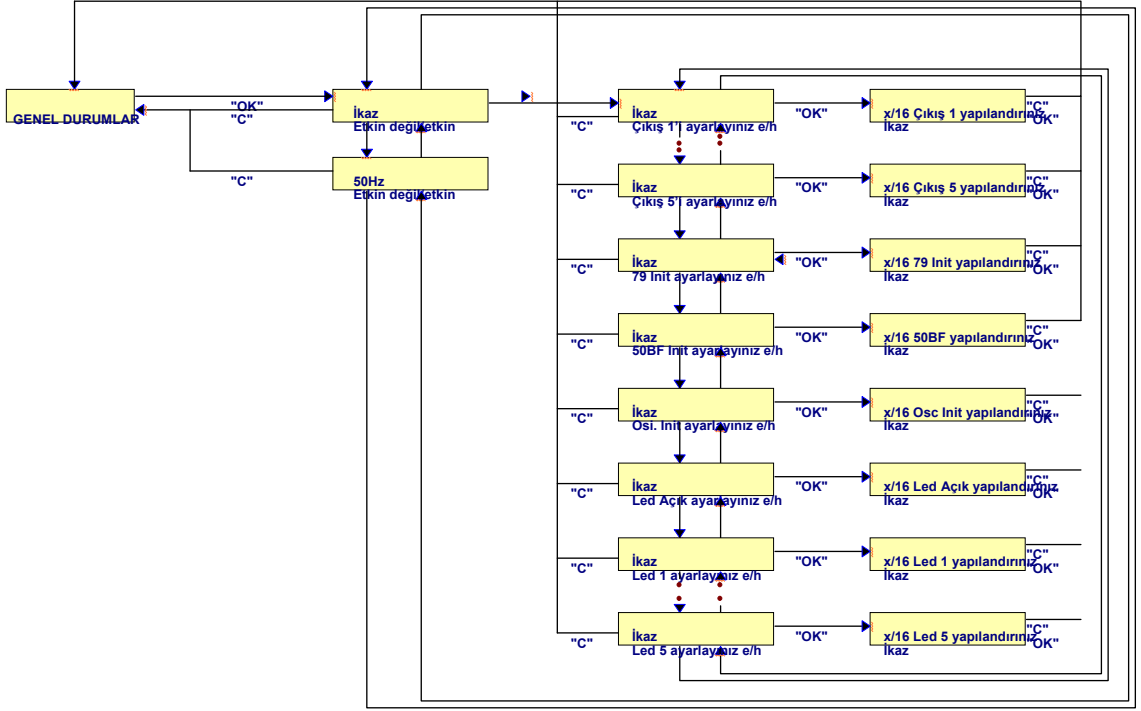 GENEL DURUMLAR
"OK"
"C"
İkaz
Etkin değil/etkin
"C"
50Hz
Etkin değil/etkin
"C"
İkaz
Çıkış 1'i ayarlayınız e/h
"OK"
x/16 Çıkış 1 yapılandırınız
İkaz
"C"
"OK"
"C"
İkaz
Çıkış 5'i ayarlayınız e/h
"OK"
x/16 Çıkış 5 yapılandırınız
İkaz
"C"
"OK"
"C"
İkaz
79 Init ayarlayınız e/h
"OK"
x/16 79 Init yapılandırınız
İkaz
"C"
"OK"
"C"
İkaz
50BF Init ayarlayınız e/h
"OK"
x/16 50BF yapılandırınız
İkaz
"C"
"OK"
"C"
İkaz
Osi. Init ayarlayınız e/h
"OK"
x/16 Osc Init yapılandırınız
İkaz
"C"
"OK"
"C"
İkaz
Led Açık ayarlayınız e/h
"OK"
x/16 Led Açık yapılandırınız
İkaz
"C"
"OK"
"C"
İkaz
Led 1 ayarlayınız e/h
"OK"
x/16 Led 1 yapılandırınız
İkaz
"C"
"OK"
"C"
İkaz
Led 5 ayarlayınız e/h
"OK"
x/16 Led 5 yapılandırınız
İkaz
"C"
"OK"